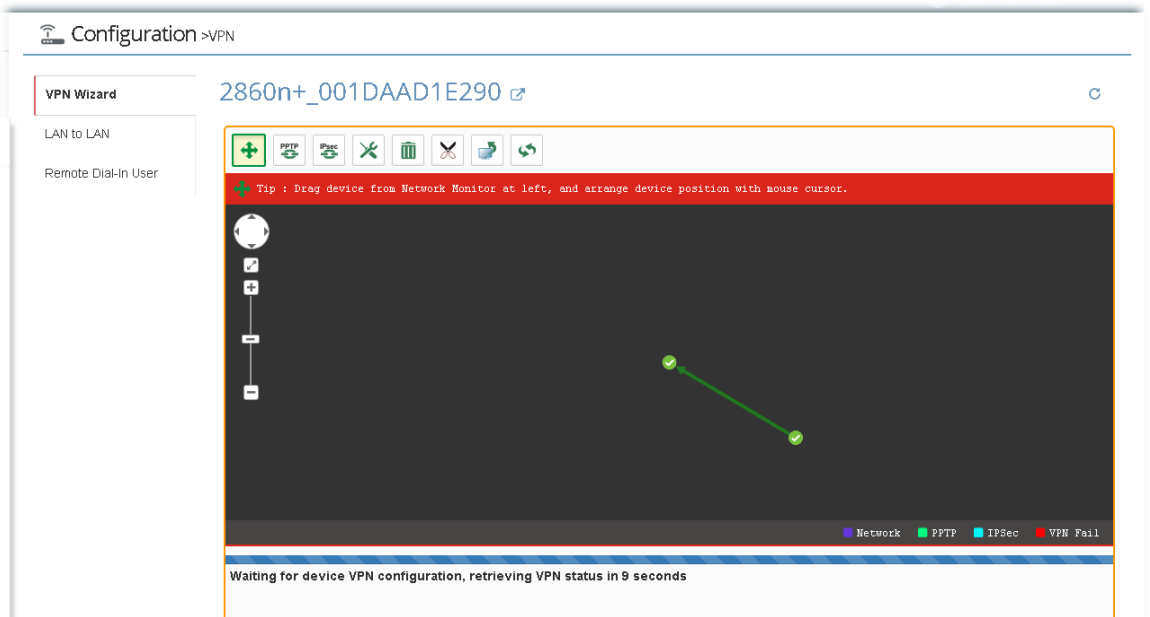 Configuration >VPN
VPN Wizard
LAN to LAN
Remote Dial-In User
2860n+_001DAAD1E290
PPTP
IPsec
Tip : Drag device from Network Monitor at left, and arrange device position with mouse cursor.
Network PPTP IPSec VPN Fail
Waiting for device VPN configuration, retrieving VPN status in 9 seconds